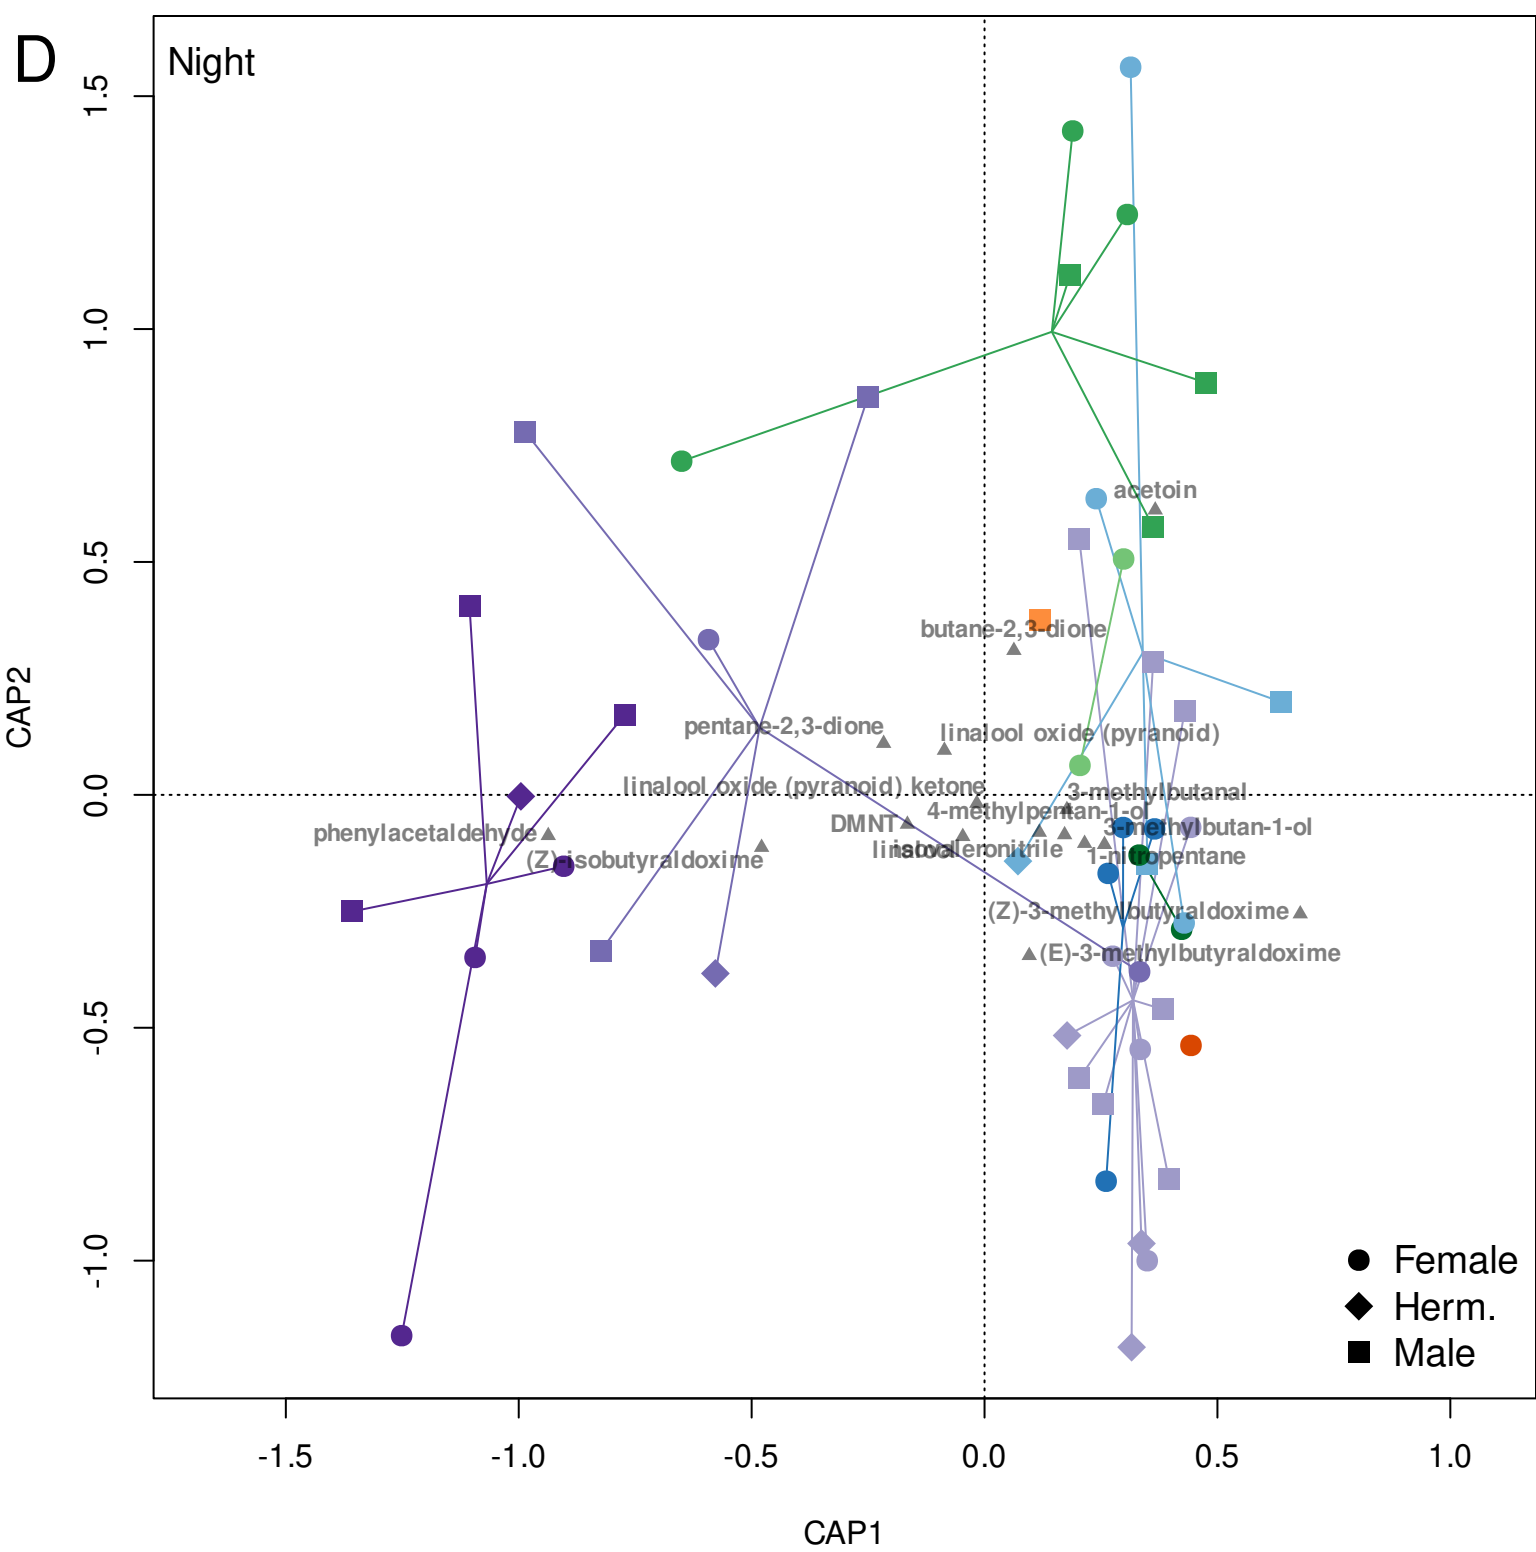 D
Night
1.5
1.0
0.5
0.0
-0.5
-1.0
CAP2
acetoin
butane-2,3-dione
pentane-2,3-dione
linalool oxide (pyranoid)
linalool oxide (pyranoid) ketone
3-methylbutanal
4-methylpentan-1-ol
DMNT
3-methylbutan-1-ol
phenylacetaldehyde
linalool
isovaleronitrile
1-nitropentane
(Z)-isobutyraldoxime
(Z)-3-methylbutyraldoxime
(E)-3-methylbutyraldoxime
Female
Herm.
Male
-1.5
-1.0
-0.5
0.0
0.5
1.0
CAP1